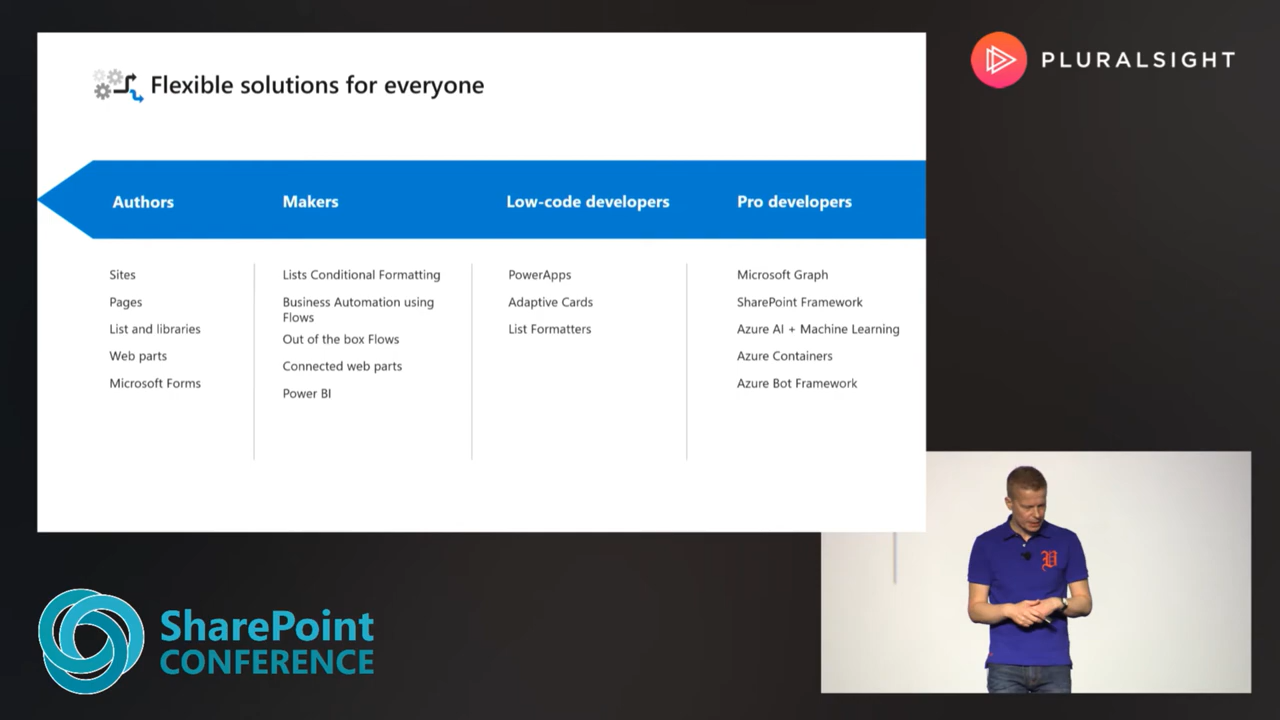 Flexible solutions for everyone
PLURALSIGHT
Authors
Makers
Low-code developers
Pro developers
Sites
Pages
List and libraries
Web parts
Microsoft Forms
Lists Conditional Formatting
Business Automation using
Flows
Out of the box Flows
Connected web parts
Power BI
PowerApps
Adaptive Cards
List Formatters
Microsoft Graph
SharePoint Framework
Azure AI + Machine Learning
Azure Containers
Azure Bot Framework
SharePoint
CONFERENCE